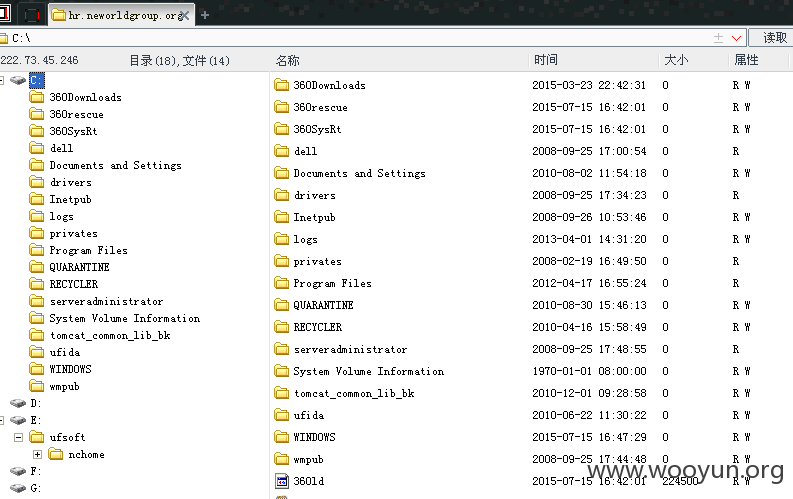 hr.neworldgroup.org
C:\ 读取
222.73.45.246 目录(18),文件(14) 名称 时间 大小 属性
C:
360Downloads
360rescue
360SysRt
dell
Documents and Settings
drivers
Inetpub
logs
privates
Program Files
QUARANTINE
RECYCLER
serveradministrator
System Volume Information
tomcat_common_lib_bk
ufida
WINDOWS
wmpub
D:
E:
ufsoft
nchome
F:
G:
360Downloads 2015-03-23 22:42:31 0 R W
360rescue 2015-07-15 16:42:01 0 R W
360SysRt 2015-07-15 16:42:01 0 R W
dell 2008-09-25 17:00:54 0 R
Documents and Settings 2010-08-02 11:54:18 0 R W
drivers 2008-09-25 17:34:23 0 R
Inetpub 2008-09-26 10:53:46 0 R W
logs 2013-04-01 14:31:20 0 R W
privates 2008-02-19 16:49:50 0 R
Program Files 2012-04-17 16:55:24 0 R
QUARANTINE 2010-08-30 15:46:13 0 R W
RECYCLER 2010-04-16 15:58:49 0 R W
serveradministrator 2008-09-25 17:48:55 0 R
System Volume Information 1970-01-01 08:00:00 0 R W
tomcat_common_lib_bk 2010-12-01 09:28:58 0 R W
ufida 2010-06-22 11:30:22 0 R W
WINDOWS 2015-07-15 16:47:29 0 R W
wmpub 2008-09-25 17:44:48 0 R W
360ld 2015-07-15 16:42:01 224500 R W
www.wooyun.org